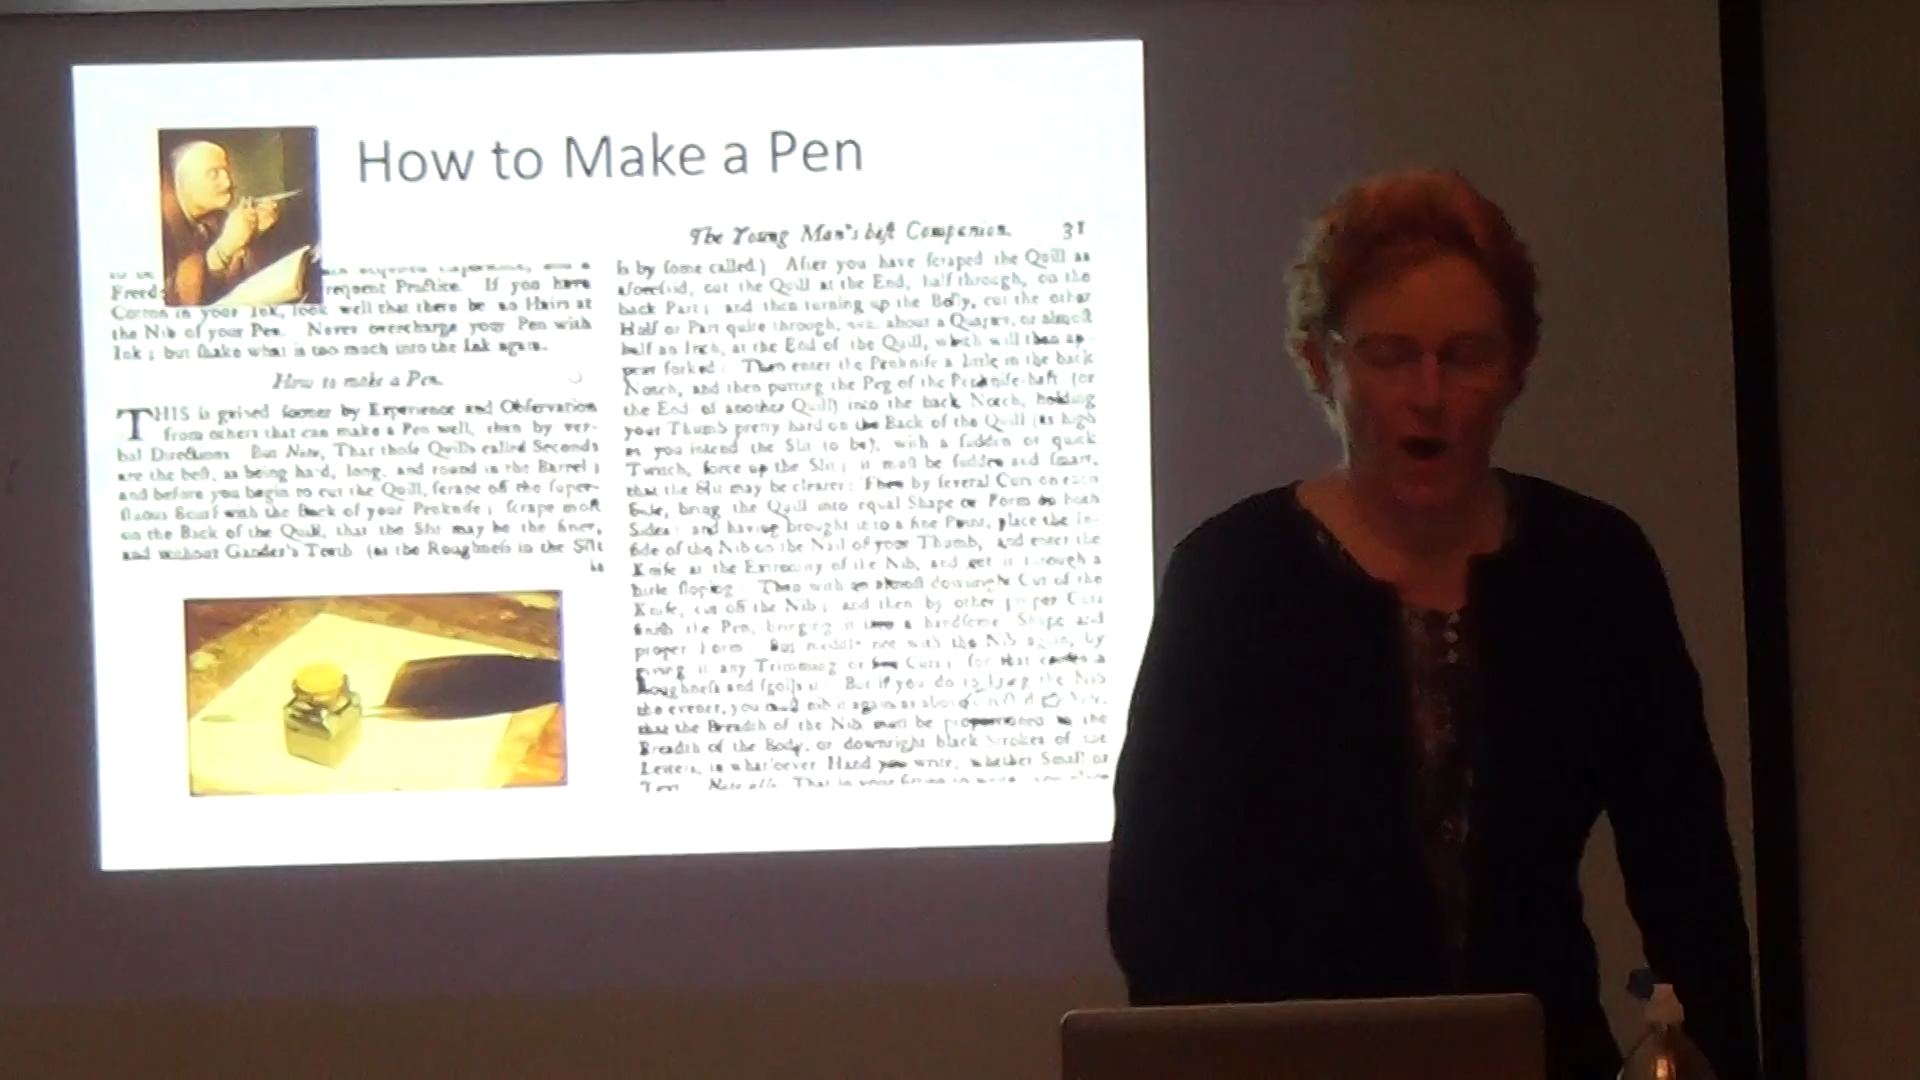 How to Make a Pen
Freed requent Practice. If you have
Cotton in your Ink, look well that there be no Hairs at
the Nib of your Pen. Never overcharge your Pen with
Ink; but ſhake what is too much into the Ink again.
How to make a Pen.
THIS is gained ſooner by Experience and Obſervation
from others that can make a Pen well, than by ver-
bal Directions. But Note, That thoſe Quills called Seconds
are the beſt, as being hard, long, and round in the Barrel;
and before you begin to cut the Quill, ſcrape off the ſuper-
fluous Scurf with the Back of your Penknife; ſcrape moſt
on the Back of the Quill, that the Slit may be the finer,
and without Gander's Teeth (as the Roughneſs in the Slit
is
The Young Man's beſt Companion. 31
is by ſome called.) After you have ſcraped the Quill as
aforeſaid, cut the Quill at the End, half through, on the
back Part; and then turning up the Belly, cut the other
Half or Part quite through, viz. about a Quarter, or almoſt
half an Inch, at the End of the Quill, which will then ap-
pear forked: Then enter the Penknife a little in the back
Notch, and then putting the Peg of the Penknife-haft (or
the End of another Quill) into the back Notch, holding
your Thumb pretty hard on the Back of the Quill (as high
as you intend the Slit to be), with a ſudden or quick
Twitch, force up the Slit; it muſt be ſudden and ſmart,
that the Slit may be clearer: Then by ſeveral Cuts on each
Side, bring the Quill into equal Shape or Form on both
Sides; and having brought it to a fine Point, place the in-
ſide of the Nib on the Nail of your Thumb, and enter the
Knife at the Extremity of the Nib, and cut it through a
little ſloping: Then with an almoſt downright Cut of the
Knife, cut off the Nib; and then by other proper Cuts
finiſh the Pen, bringing it into a handſome Shape and
proper Form. But meddle not with the Nib again, by
giving it any Trimming or fine Cuts; for that cauſes a
Roughneſs and ſpoils it: But if you do to bring the Nib
the evener, you muſt nib it again as above
that the Breadth of the Nib muſt be proportioned to the
Breadth of the Body, or downright black Strokes of the
Letters, in whatſoever Hand you write, whether Small or
Text. Note alſo, That in your ſitting to write, you place